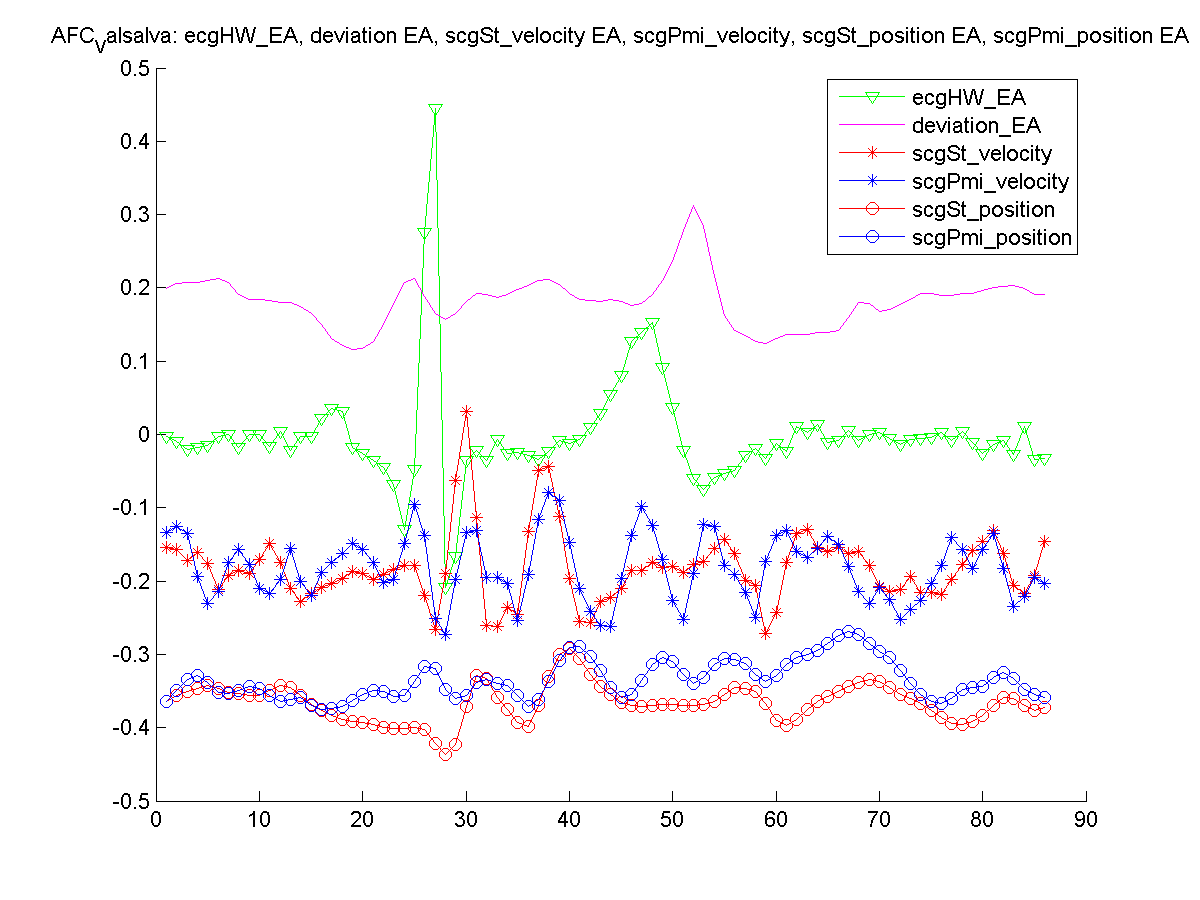 AFC_Valsalva: ecgHW_EA, deviation EA, scgSt_velocity EA, scgPmi_velocity, scgSt_position EA, scgPmi_position EA
0.5
0.4
0.3
0.2
0.1
0
-0.1
-0.2
-0.3
-0.4
-0.5
0 10 20 30 40 50 60 70 80 90
ecgHW_EA
deviation_EA
scgSt_velocity
scgPmi_velocity
scgSt_position
scgPmi_position